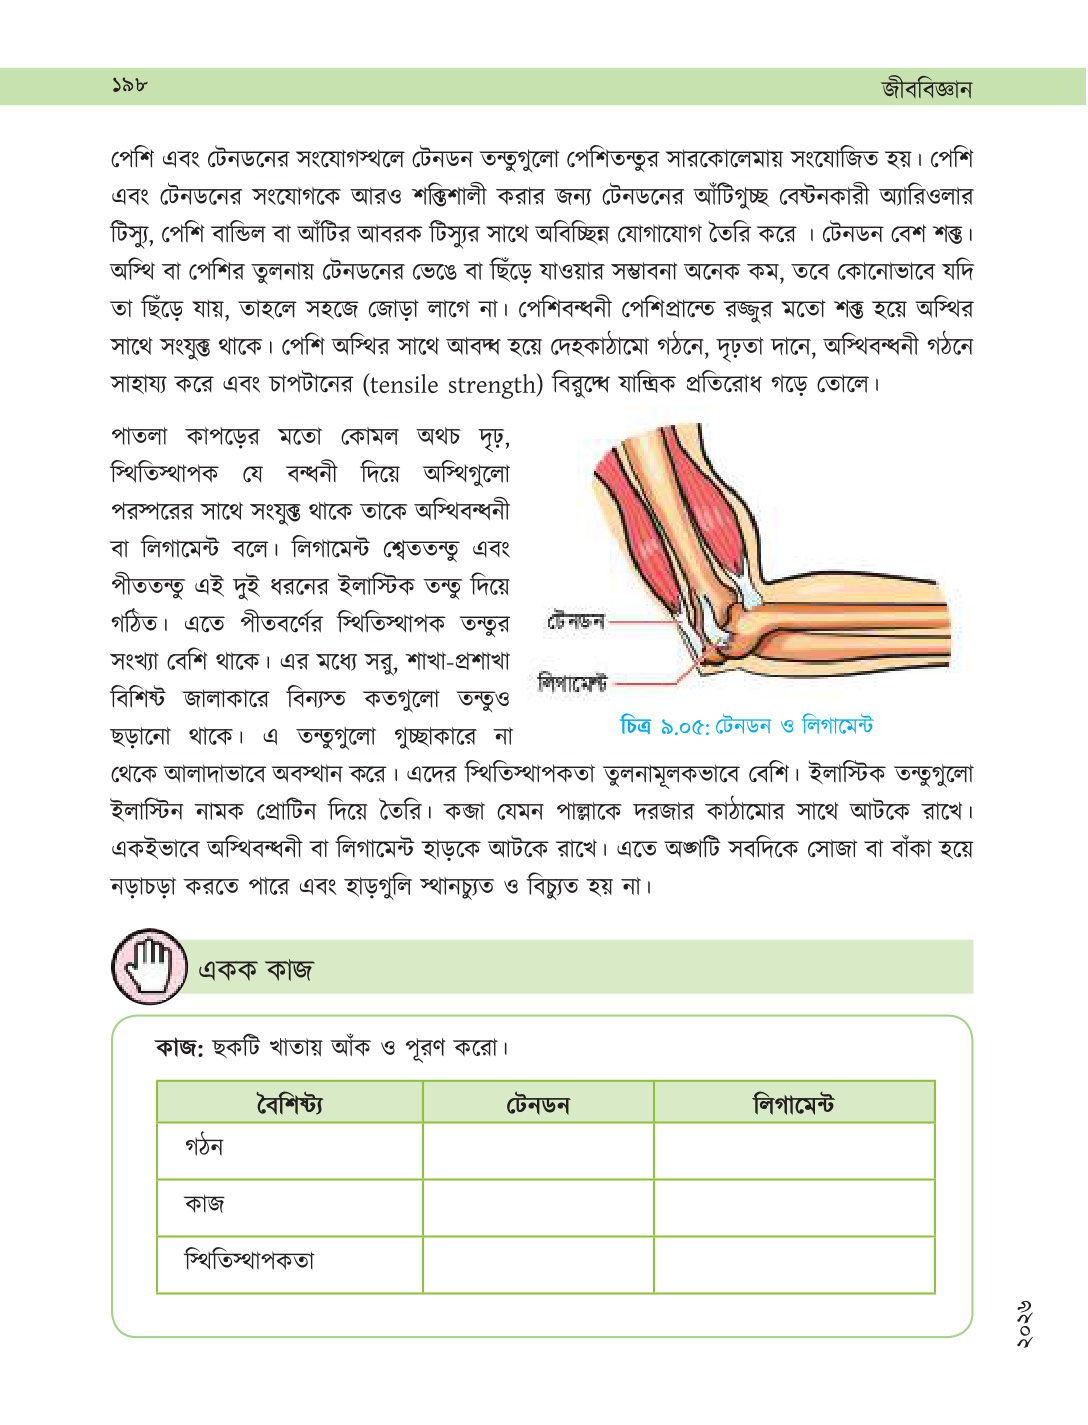 ১৯৮
জীববিজ্ঞান
পেশি এবং টেনডনের সংযোগস্থলে টেনডন তন্তুগুলো পেশিতন্তুর সারকোলেমায় সংযোজিত হয়। পেশি
এবং টেনডনের সংযোগকে আরও শক্তিশালী করার জন্য টেনডনের আঁটিগুচ্ছ বেষ্টনকারী অ্যারিওলার
টিস্যু, পেশি বান্ডিল বা আঁটির আবরক টিস্যুর সাথে অবিচ্ছিন্ন যোগাযোগ তৈরি করে । টেনডন বেশ শক্ত।
অস্থি বা পেশির তুলনায় টেনডনের ভেঙে বা ছিঁড়ে যাওয়ার সম্ভাবনা অনেক কম, তবে কোনোভাবে যদি
তা ছিঁড়ে যায়, তাহলে সহজে জোড়া লাগে না। পেশিবন্ধনী পেশিপ্রান্তে রজ্জুর মতো শক্ত হয়ে অস্থির
সাথে সংযুক্ত থাকে। পেশি অস্থির সাথে আবদ্ধ হয়ে দেহকাঠামো গঠনে, দৃঢ়তা দানে, অস্থিবন্ধনী গঠনে
সাহায্য করে এবং চাপটানের (tensile strength) বিরুদ্ধে যান্ত্রিক প্রতিরোধ গড়ে তোলে।
পাতলা কাপড়ের মতো কোমল অথচ দৃঢ়,
স্থিতিস্থাপক যে বন্ধনী দিয়ে অস্থিগুলো
পরস্পরের সাথে সংযুক্ত থাকে তাকে অস্থিবন্ধনী
বা লিগামেন্ট বলে। লিগামেন্ট শ্বেততন্তু এবং
পীততন্তু এই দুই ধরনের ইলাস্টিক তন্তু দিয়ে
গঠিত। এতে পীতবর্ণের স্থিতিস্থাপক তন্তুর
সংখ্যা বেশি থাকে। এর মধ্যে সরু, শাখা-প্রশাখা
বিশিষ্ট জালাকারে বিন্যস্ত কতগুলো তন্তুও
ছড়ানো থাকে। এ তন্তুগুলো গুচ্ছাকারে না
থেকে আলাদাভাবে অবস্থান করে। এদের স্থিতিস্থাপকতা তুলনামূলকভাবে বেশি। ইলাস্টিক তন্তুগুলো
ইলাস্টিন নামক প্রোটিন দিয়ে তৈরি। কব্জা যেমন পাল্লাকে দরজার কাঠামোর সাথে আটকে রাখে।
একইভাবে অস্থিবন্ধনী বা লিগামেন্ট হাড়কে আটকে রাখে। এতে অঙ্গটি সবদিকে সোজা বা বাঁকা হয়ে
নড়াচড়া করতে পারে এবং হাড়গুলি স্থানচ্যুত ও বিচ্যুত হয় না।
টেনডন
লিগামেন্ট
চিত্র ৯.০৫: টেনডন ও লিগামেন্ট
একক কাজ
কাজ: ছকটি খাতায় আঁক ও পূরণ করো।
বৈশিষ্ট্য টেনডন লিগামেন্ট
গঠন
কাজ
স্থিতিস্থাপকতা
২০২৬